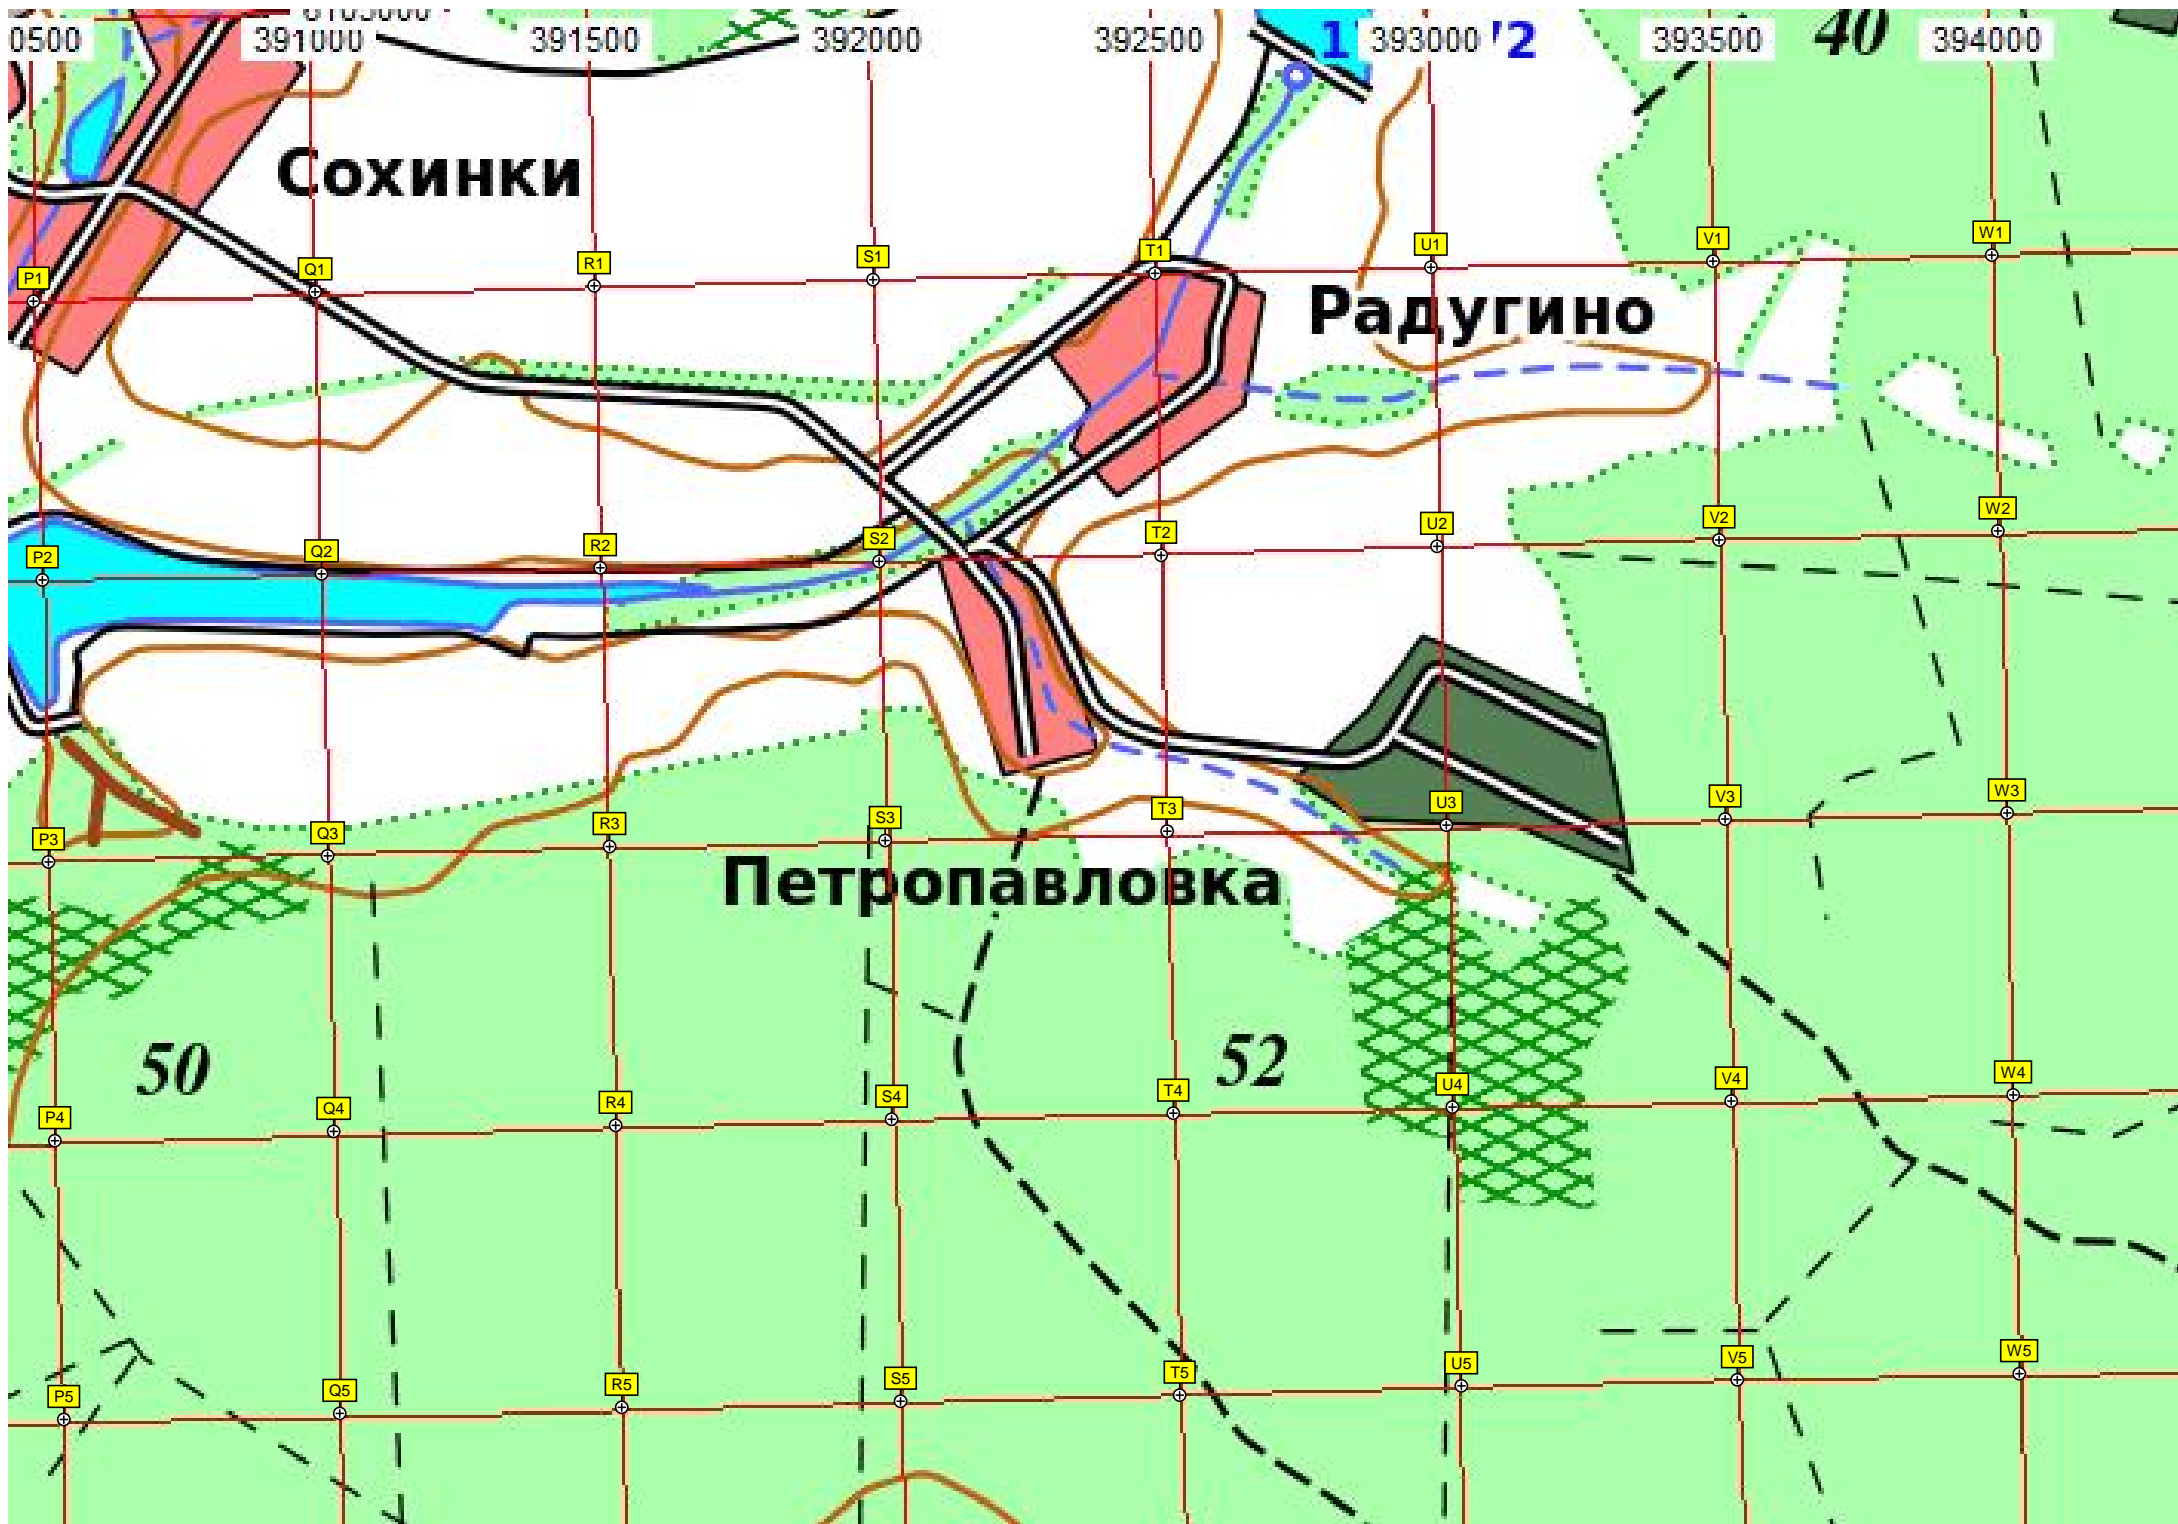 0500 391000 391500 392000 392500 393000 393500 394000
40
Сохинки
P1 Q1 R1 S1 T1 U1 V1 W1
Радугино
P2 Q2 R2 S2 T2 U2 V2 W2
P3 Q3 R3 S3 T3 U3 V3 W3
Петропавловка
50
52
P4 Q4 R4 S4 T4 U4 V4 W4
P5 Q5 R5 S5 T5 U5 V5 W5